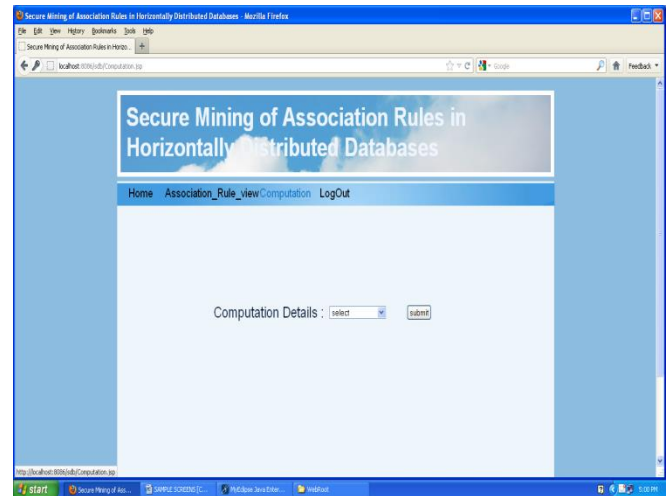 Secure Mining of Association Rules in Horizontally Distributed Databases - Mozilla Firefox
File Edit View History Bookmarks Tools Help
Secure Mining of Association Rules in Horizo... +
localhost:8086/sdb/Computation.jsp Google Feedback
Secure Mining of Association Rules in
Horizontally Distributed Databases
Home Association_Rule_view Computation LogOut
Computation Details : select submit
http://localhost:8086/sdb/Computation.jsp
start Secure Mining of Ass... SAMPLE SCREENS [C... MyEclipse Java Enter... WebRoot 5:00 PM